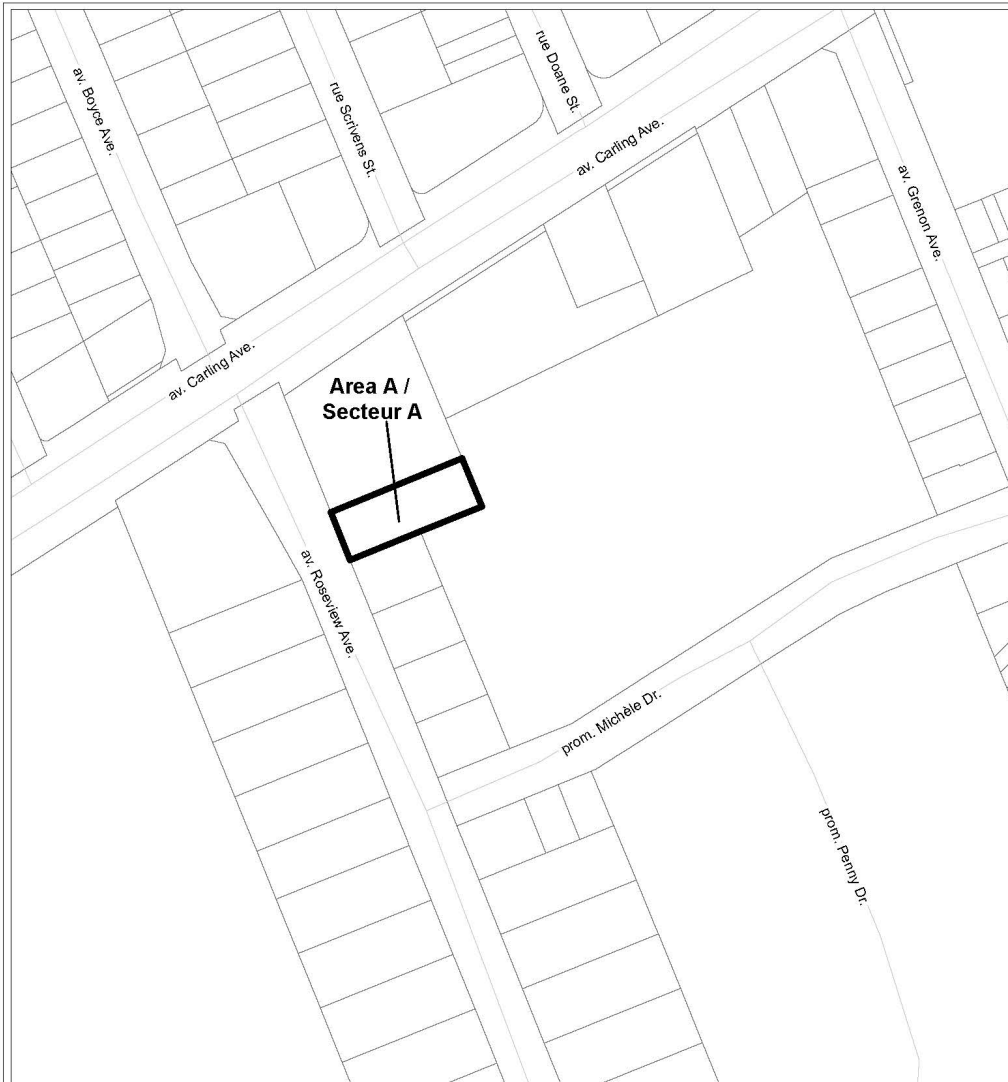 rue Doane St.
av. Boyce Ave.
rue Scrivens St.
av. Carling Ave.
av. Grenon Ave.
av. Carling Ave.
Area A /
Secteur A
av. Roseview Ave.
prom. Michèle Dr.
prom. Penny Dr.